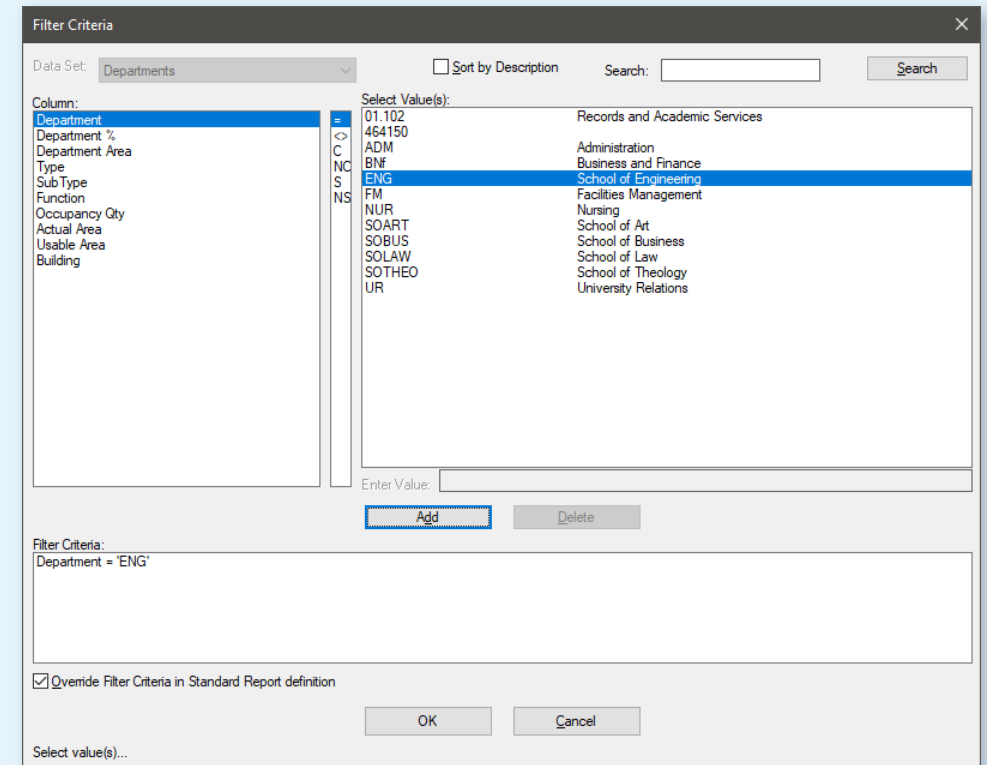 Filter Criteria
Data Set: Departments
Sort by Description
Search:
Search
Column:
Department
Department %
Department Area
Type
SubType
Function
Occupancy Qty
Actual Area
Usable Area
Building
=
<>
C
NC
S
NS
Select Value(s):
01.102 Records and Academic Services
464150
ADM Administration
BNf Business and Finance
ENG School of Engineering
FM Facilities Management
NUR Nursing
SOART School of Art
SOBUS School of Business
SOLAW School of Law
SOTHEO School of Theology
UR University Relations
Enter Value:
Add
Delete
Filter Criteria:
Department = 'ENG'
Override Filter Criteria in Standard Report definition
OK
Cancel
Select value(s)...